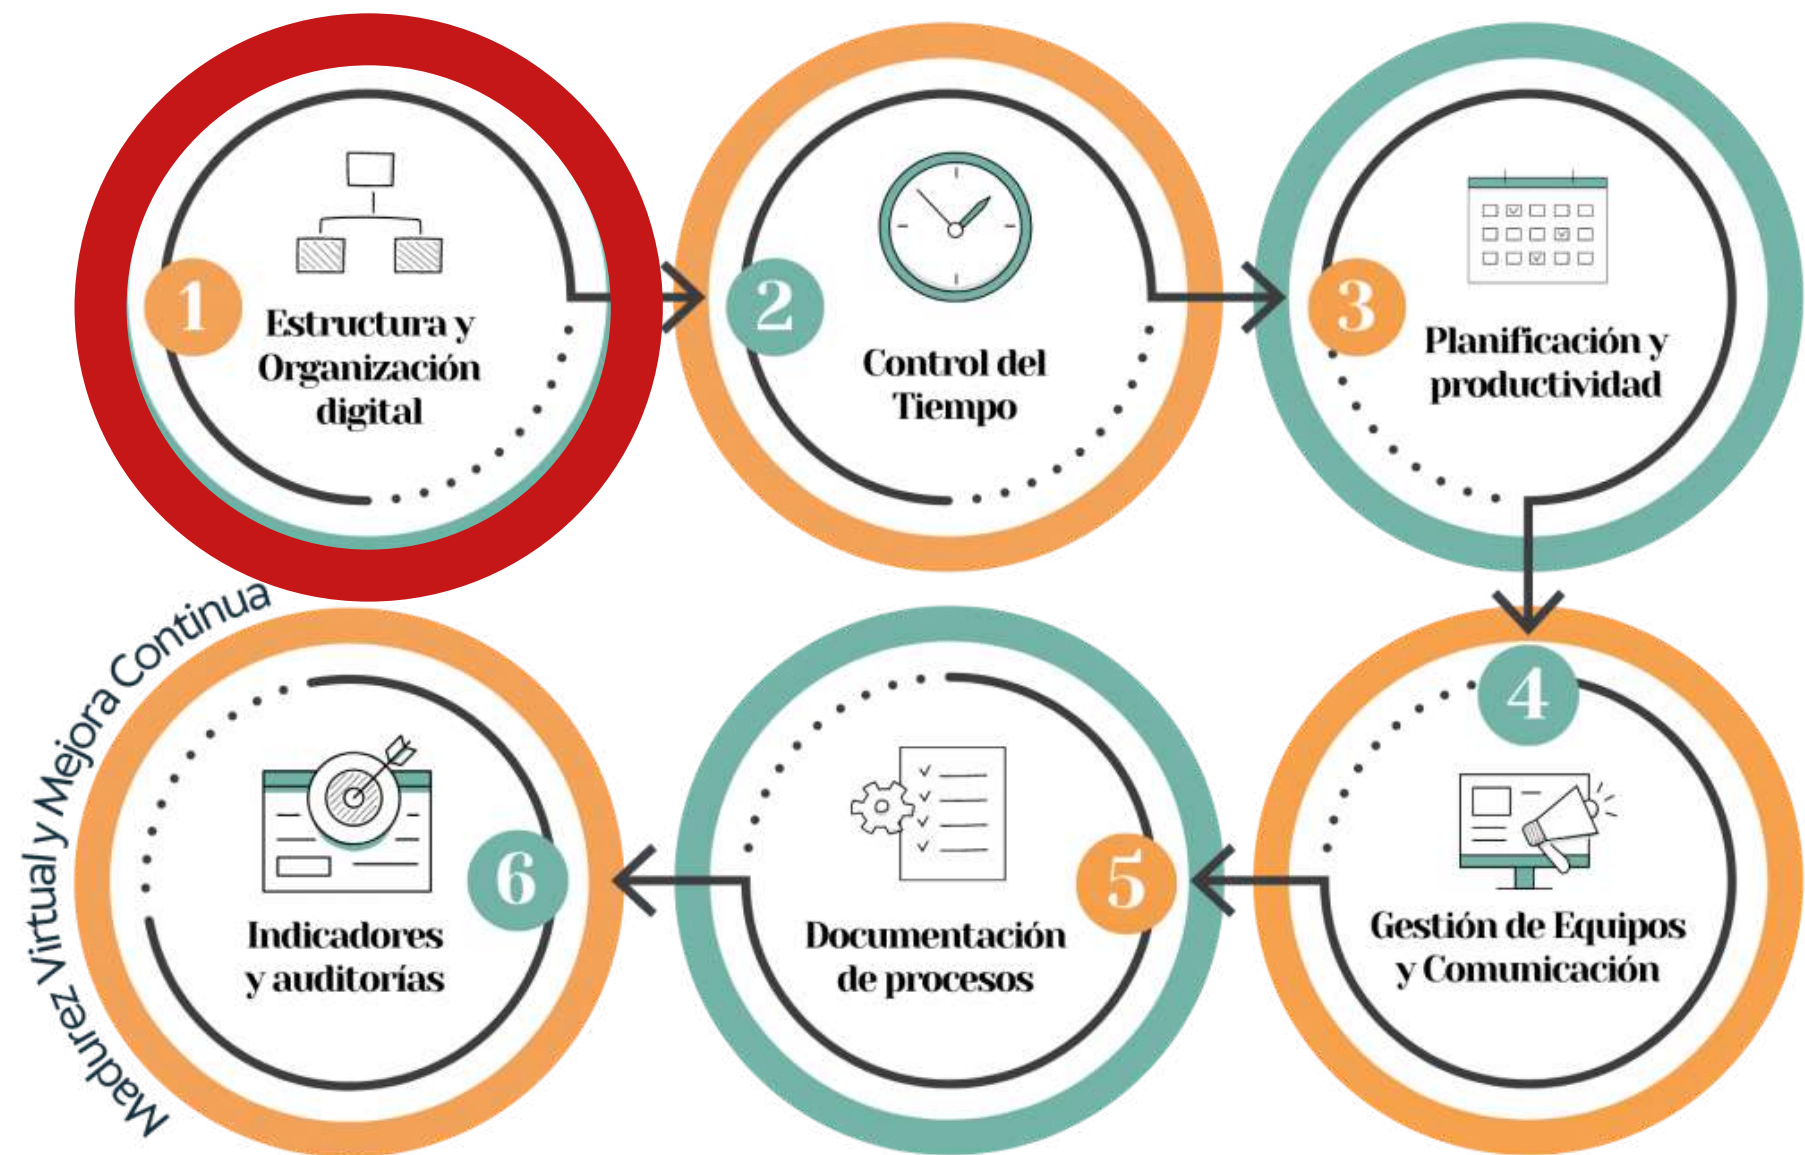 1
Estructura y
Organización
digital
2
Control del
Tiempo
3
Planificación y
productividad
4
Gestión de Equipos
y Comunicación
5
Documentación
de procesos
6
Indicadores
y auditorías
Madurez Virtual y Mejora Continua